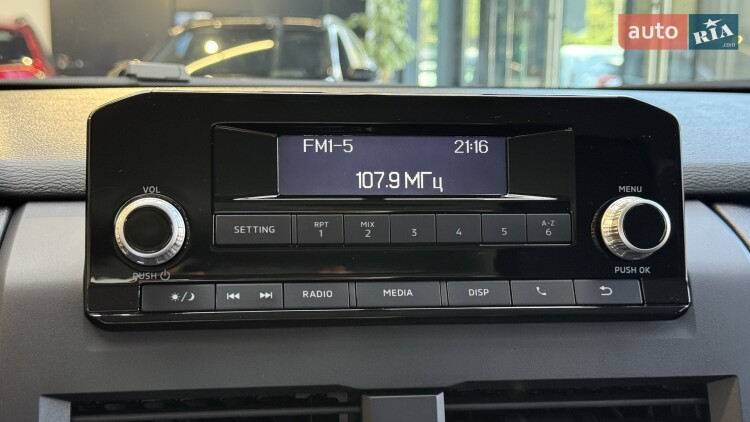 auto RIA .com
FM1-5 21:16
107.9 МГц
VOL MENU
SETTING RPT 1 MIX 2 3 4 5 A-Z 6
PUSH PUSH OK
RADIO MEDIA DISP